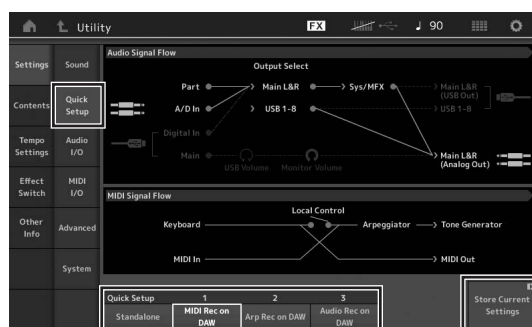 Utility
FX
90
Settings
Sound
Contents
Quick
Setup
Tempo
Settings
Audio
I/O
Effect
Switch
MIDI
I/O
Other
Info
Advanced
System
Audio Signal Flow
Output Select
Part
Main L&R
Sys/MFX
Main L&R
(USB Out)
A/D In
USB 1-8
USB 1-8
Digital In
Main
USB Volume
Monitor Volume
Main L&R
(Analog Out)
MIDI Signal Flow
Local Control
Keyboard
Arpeggiator
Tone Generator
MIDI In
MIDI Out
Quick Setup
1
2
3
Standalone
MIDI Rec on
DAW
Arp Rec on DAW
Audio Rec on
DAW
Store Current
Settings